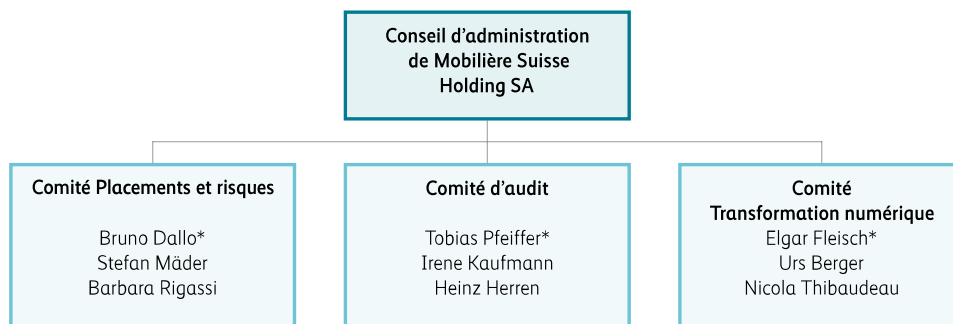 Conseil d'administration
de Mobilière Suisse
Holding SA
Comité Placements et risques
Bruno Dallo*
Stefan Mäder
Barbara Rigassi
Comité d'audit
Tobias Pfeiffer*
Irene Kaufmann
Heinz Herren
Comité
Transformation numérique
Elgar Fleisch*
Urs Berger
Nicola Thibaudeau